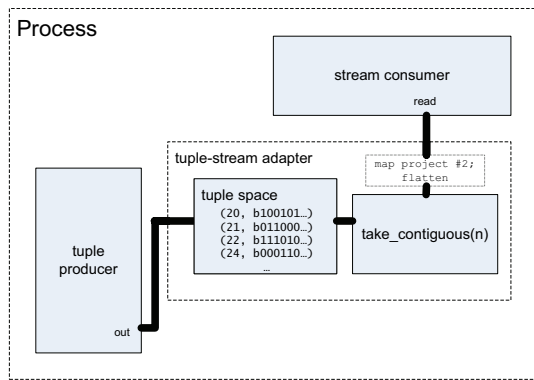 Process
stream consumer
read
tuple-stream adapter
map project #2;
flatten
tuple space
(20, b100101…)
(21, b011000…)
(22, b111010…)
(24, b000110…)
…
take_contiguous(n)
tuple
producer
out